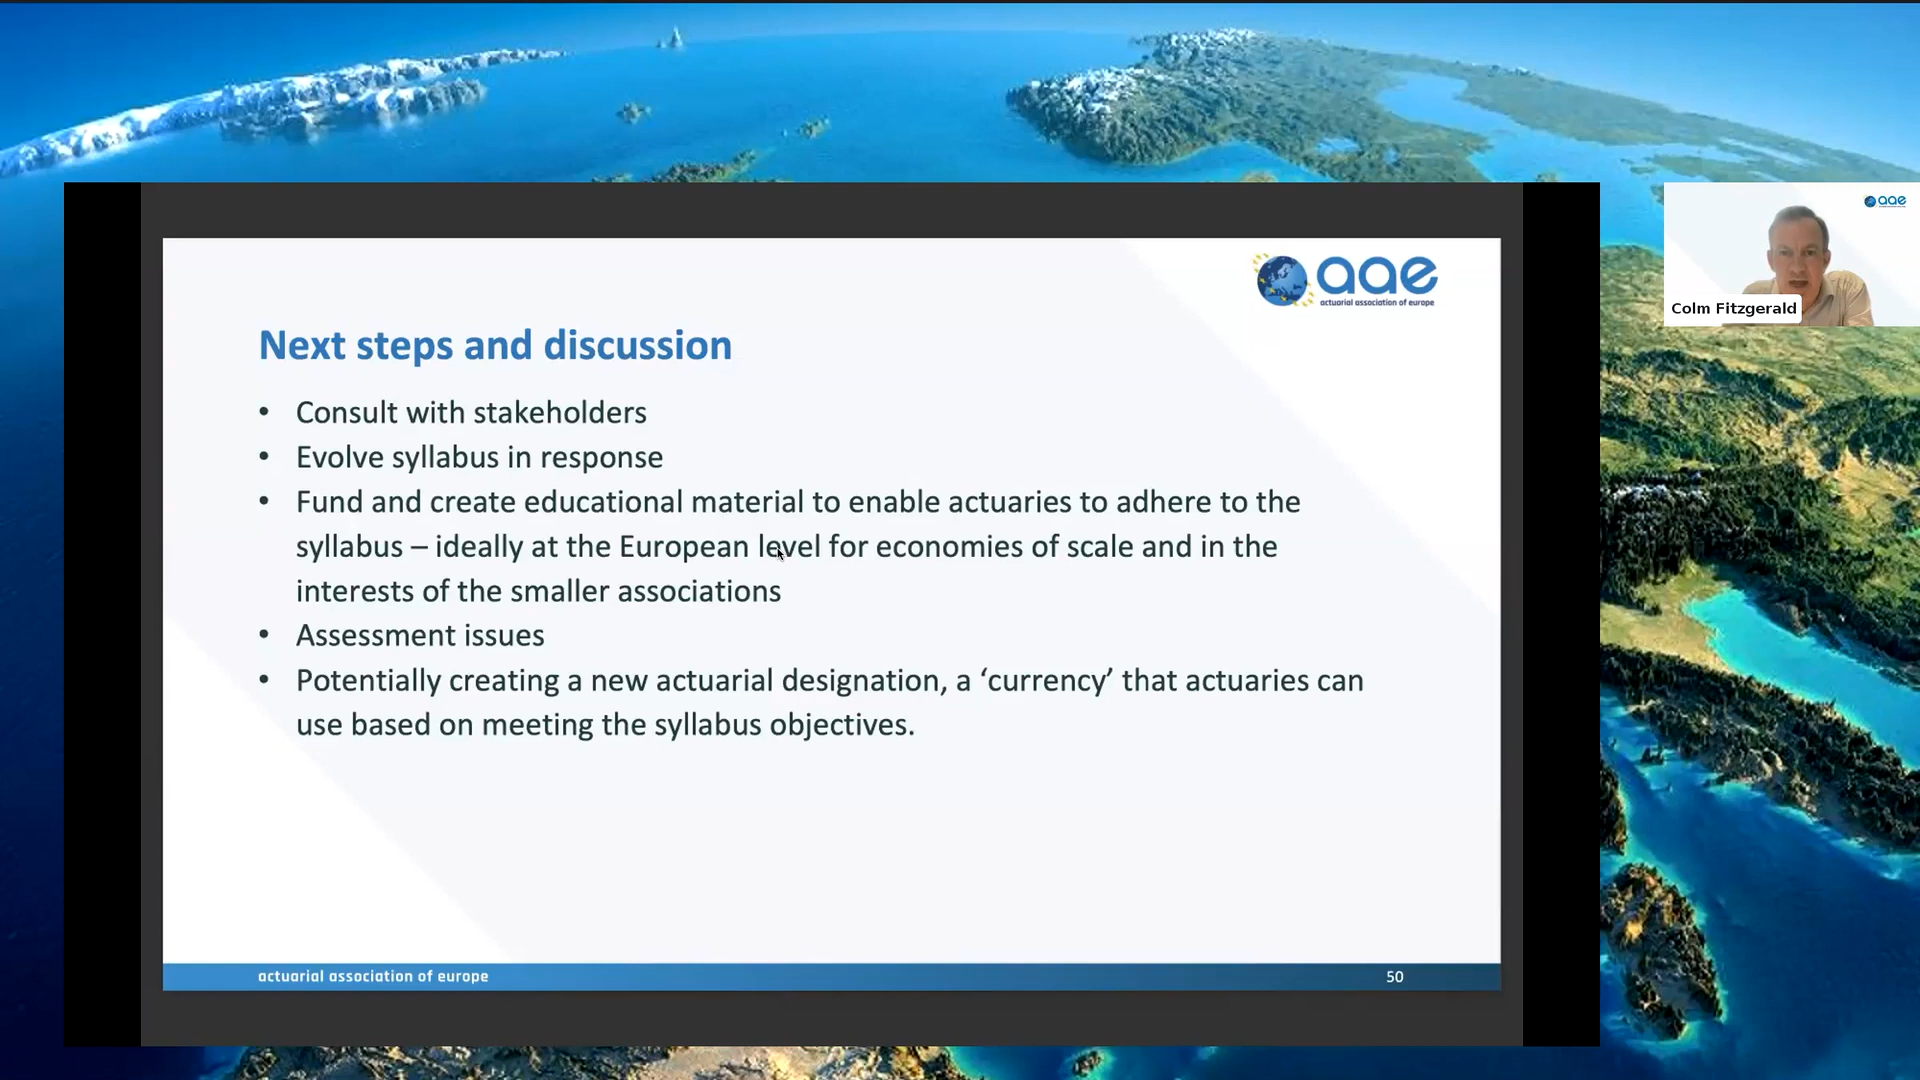 aae
actuarial association of europe
Next steps and discussion
• Consult with stakeholders
• Evolve syllabus in response
• Fund and create educational material to enable actuaries to adhere to the
syllabus – ideally at the European level for economies of scale and in the
interests of the smaller associations
• Assessment issues
• Potentially creating a new actuarial designation, a ‘currency’ that actuaries can
use based on meeting the syllabus objectives.
actuarial association of europe
50
aae
Colm Fitzgerald